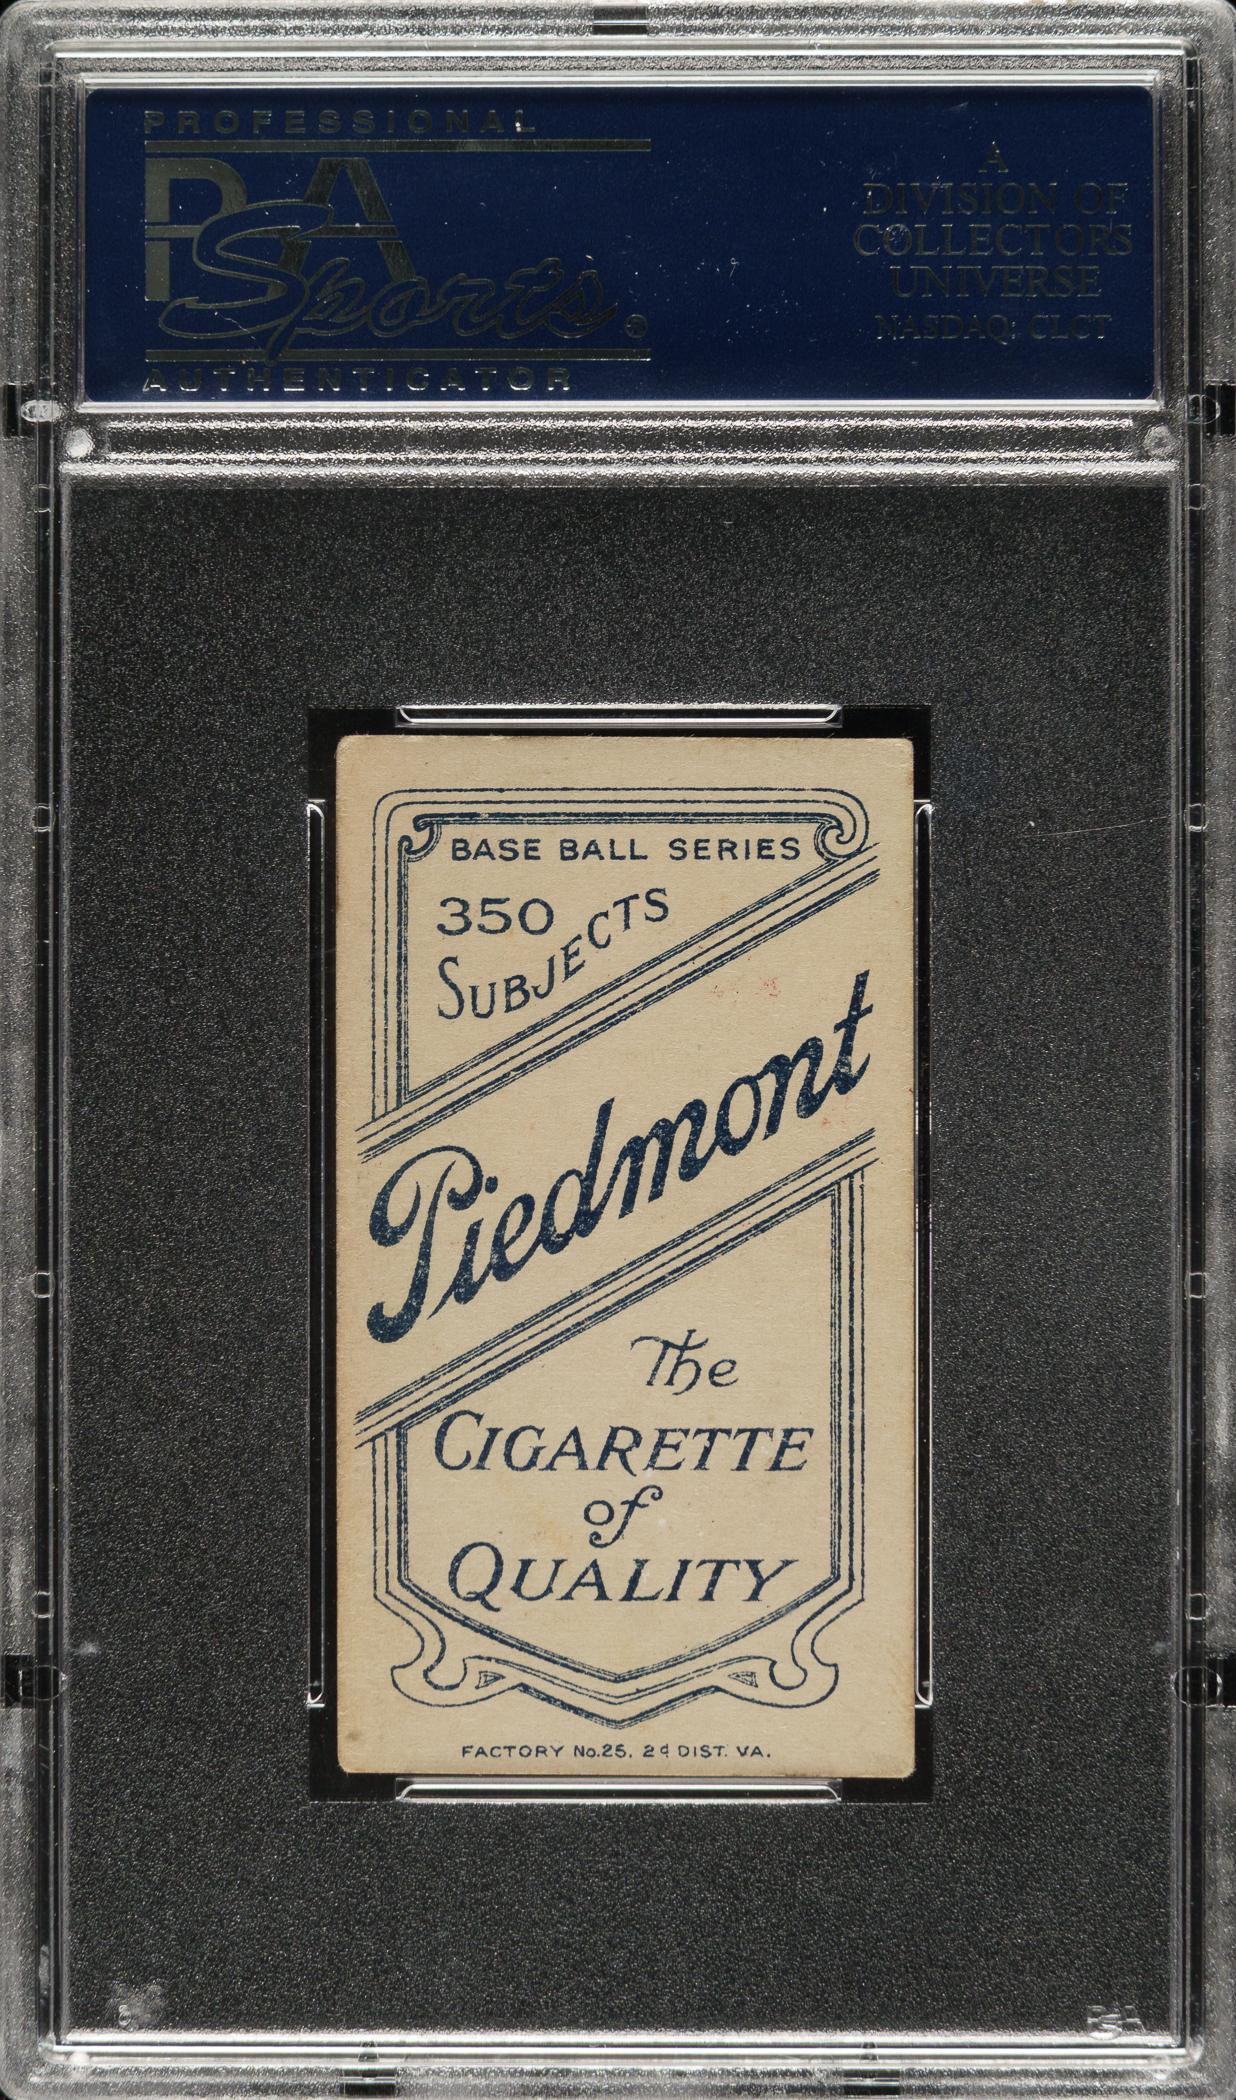 PROFESSIONAL
PSA
Sports®
AUTHENTICATOR
A
DIVISION OF
COLLECTORS
UNIVERSE
NASDAQ: CLCT
BASE BALL SERIES
350
SUBJECTS
Piedmont
The
CIGARETTE
of
QUALITY
FACTORY No.25. 2d DIST. VA.
PSA